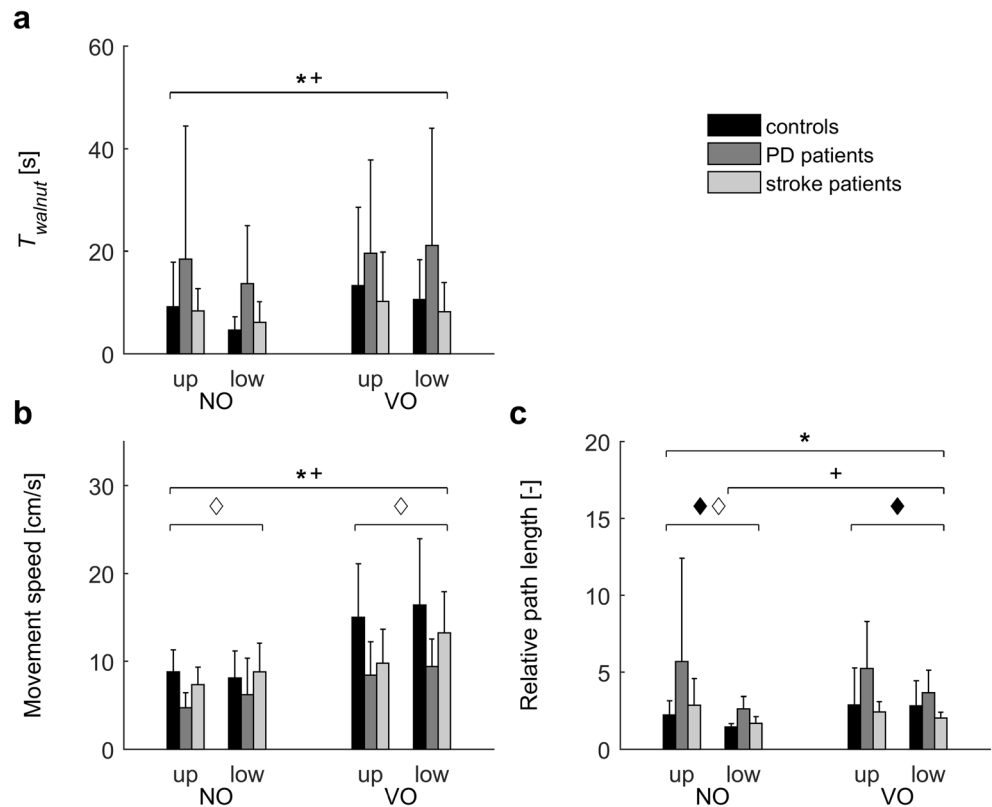 a
60
40
20
0
T_walnut [s]
* +
up low up low
NO VO
controls
PD patients
stroke patients
b
30
20
10
0
Movement speed [cm/s]
* +
◇ ◇
up low up low
NO VO
c
20
15
10
5
0
Relative path length [-]
*
+
◆ ◇ ◆
up low up low
NO VO